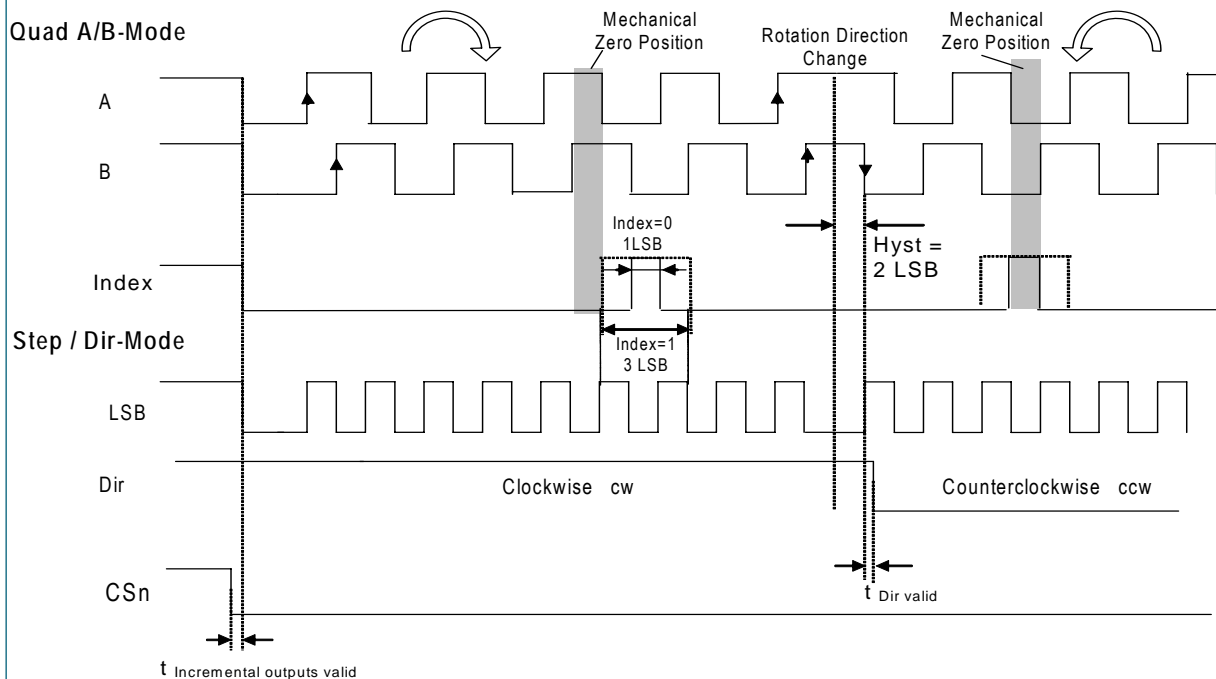 Quad A/B-Mode
Mechanical
Zero Position
Rotation Direction
Change
Mechanical
Zero Position
A
B
Index=0
1LSB
Hyst =
2 LSB
Index
Index=1
3 LSB
Step / Dir-Mode
LSB
Dir
Clockwise cw
Counterclockwise ccw
CSn
t Dir valid
t Incremental outputs valid